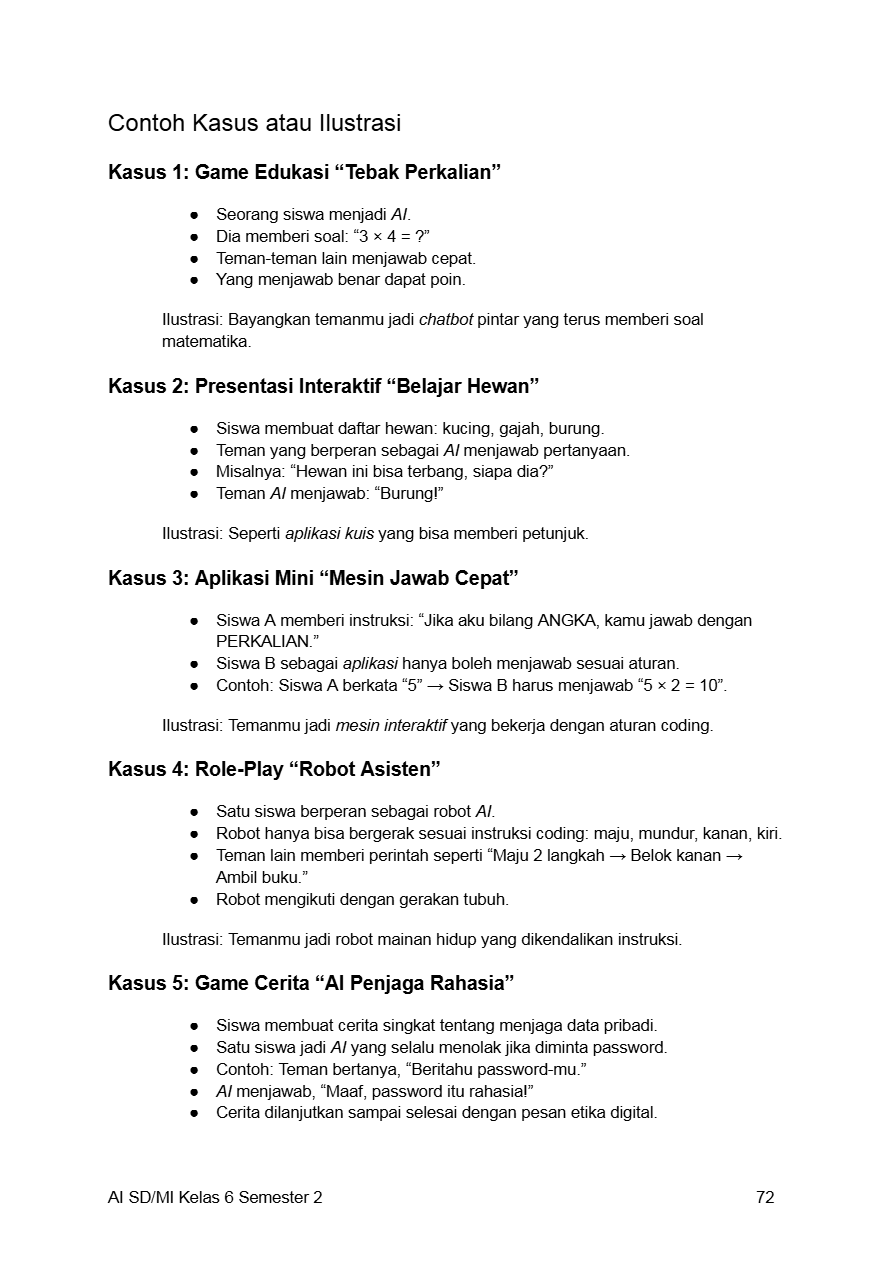 Contoh Kasus atau Ilustrasi
Kasus 1: Game Edukasi “Tebak Perkalian”
● Seorang siswa menjadi AI.
● Dia memberi soal: “3 × 4 = ?”
● Teman-teman lain menjawab cepat.
● Yang menjawab benar dapat poin.
Ilustrasi: Bayangkan temanmu jadi chatbot pintar yang terus memberi soal
matematika.
Kasus 2: Presentasi Interaktif “Belajar Hewan”
● Siswa membuat daftar hewan: kucing, gajah, burung.
● Teman yang berperan sebagai AI menjawab pertanyaan.
● Misalnya: “Hewan ini bisa terbang, siapa dia?”
● Teman AI menjawab: “Burung!”
Ilustrasi: Seperti aplikasi kuis yang bisa memberi petunjuk.
Kasus 3: Aplikasi Mini “Mesin Jawab Cepat”
● Siswa A memberi instruksi: “Jika aku bilang ANGKA, kamu jawab dengan
PERKALIAN.”
● Siswa B sebagai aplikasi hanya boleh menjawab sesuai aturan.
● Contoh: Siswa A berkata “5” → Siswa B harus menjawab “5 × 2 = 10”.
Ilustrasi: Temanmu jadi mesin interaktif yang bekerja dengan aturan coding.
Kasus 4: Role-Play “Robot Asisten”
● Satu siswa berperan sebagai robot AI.
● Robot hanya bisa bergerak sesuai instruksi coding: maju, mundur, kanan, kiri.
● Teman lain memberi perintah seperti “Maju 2 langkah → Belok kanan →
Ambil buku.”
● Robot mengikuti dengan gerakan tubuh.
Ilustrasi: Temanmu jadi robot mainan hidup yang dikendalikan instruksi.
Kasus 5: Game Cerita “AI Penjaga Rahasia”
● Siswa membuat cerita singkat tentang menjaga data pribadi.
● Satu siswa jadi AI yang selalu menolak jika diminta password.
● Contoh: Teman bertanya, “Beritahu password-mu.”
● AI menjawab, “Maaf, password itu rahasia!”
● Cerita dilanjutkan sampai selesai dengan pesan etika digital.
AI SD/MI Kelas 6 Semester 2 72